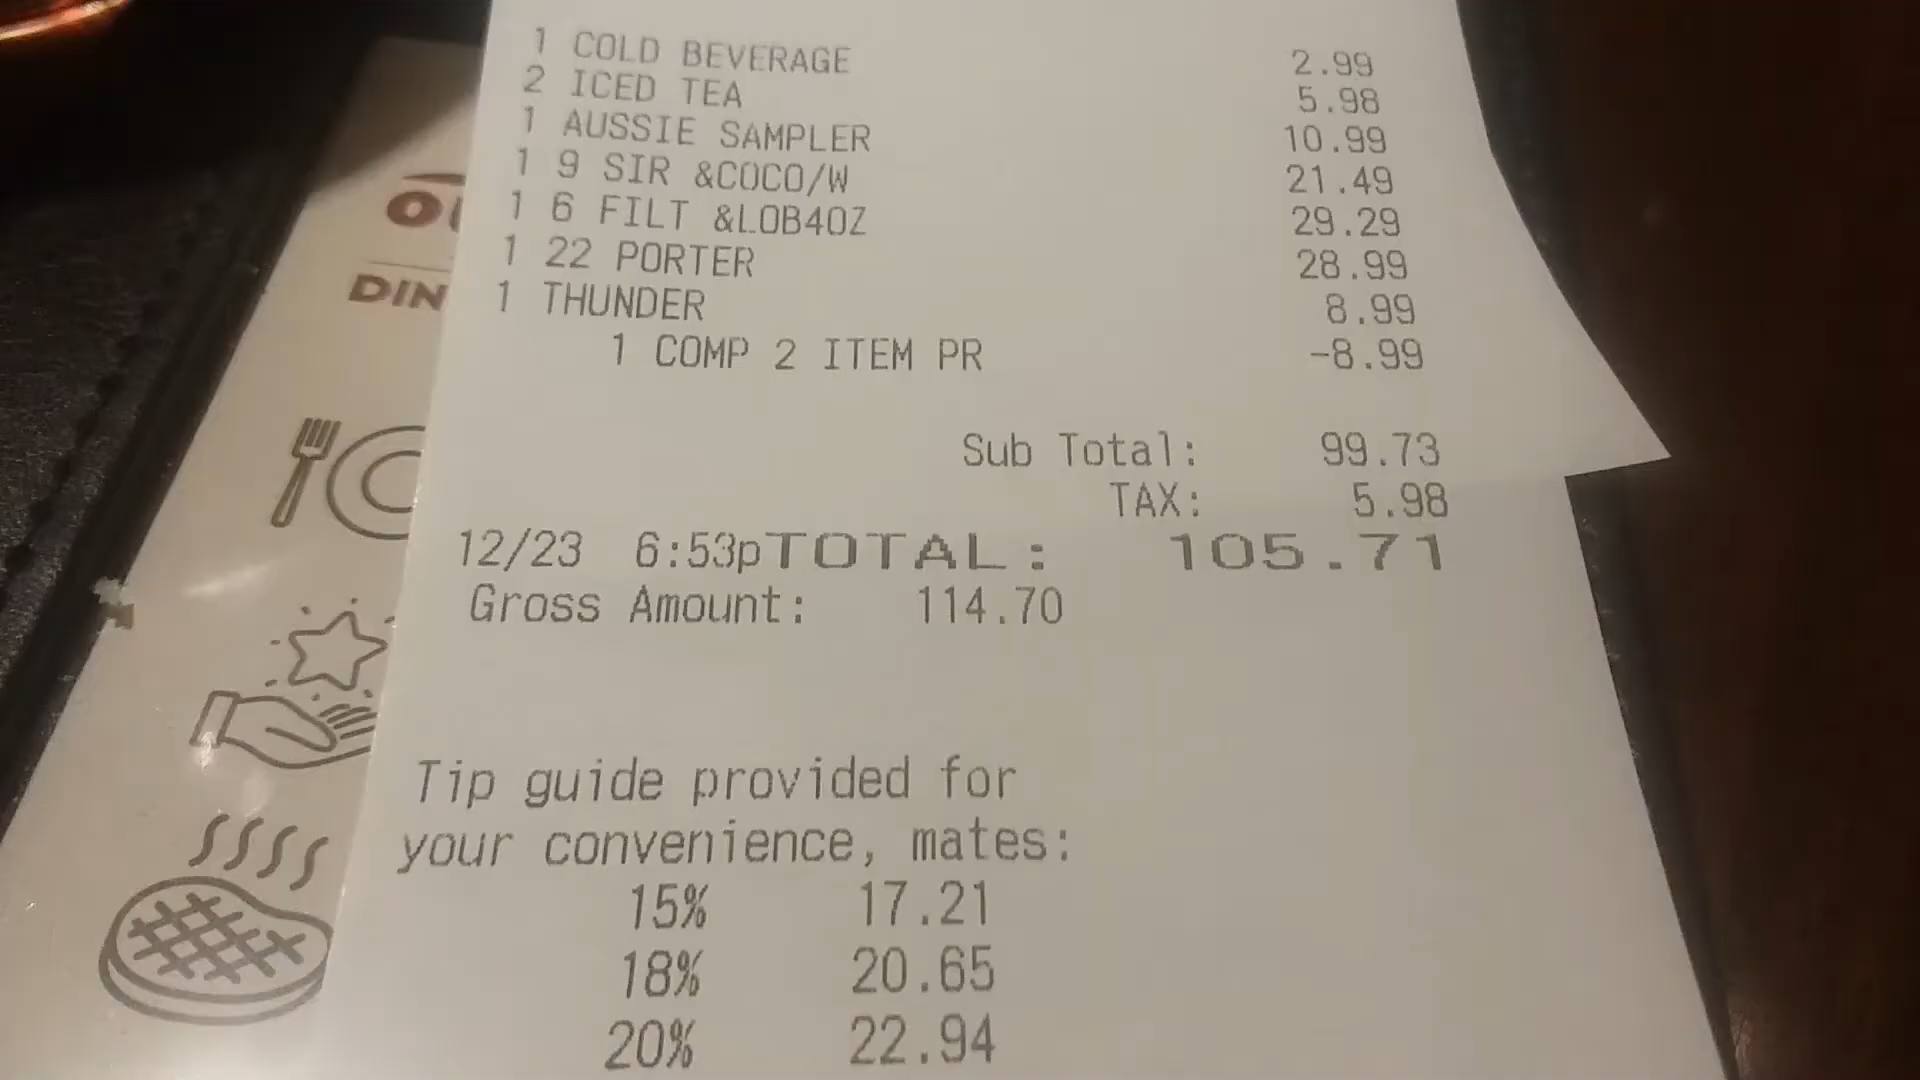 1 COLD BEVERAGE 2.99
2 ICED TEA 5.98
1 AUSSIE SAMPLER 10.99
1 9 SIR &COCO/W 21.49
1 6 FILT &LOB4OZ 29.29
1 22 PORTER 28.99
1 THUNDER 8.99
1 COMP 2 ITEM PR -8.99
Sub Total: 99.73
TAX: 5.98
12/23 6:53pTOTAL: 105.71
Gross Amount: 114.70
Tip guide provided for
your convenience, mates:
15% 17.21
18% 20.65
20% 22.94
DIN